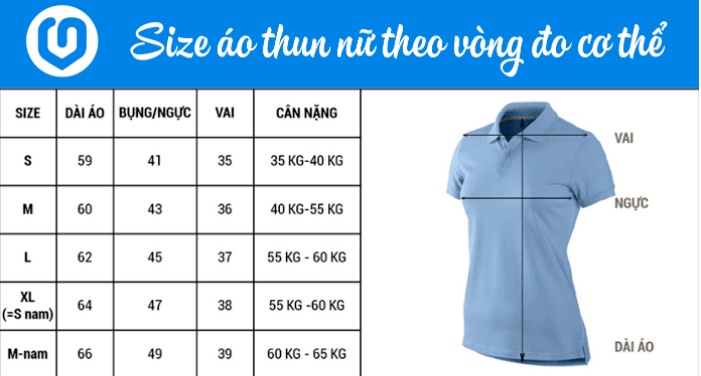 Size áo thun nữ theo vòng đo cơ thể
SIZE DÀI ÁO BỤNG/NGỰC VAI CÂN NẶNG
S 59 41 35 35 KG-40 KG
M 60 43 36 40 KG-55 KG
L 62 45 37 55 KG - 60 KG
XL
(=S nam) 64 47 38 55 KG -60 KG
M-nam 66 49 39 60 KG - 65 KG
VAI
NGỰC
DÀI ÁO